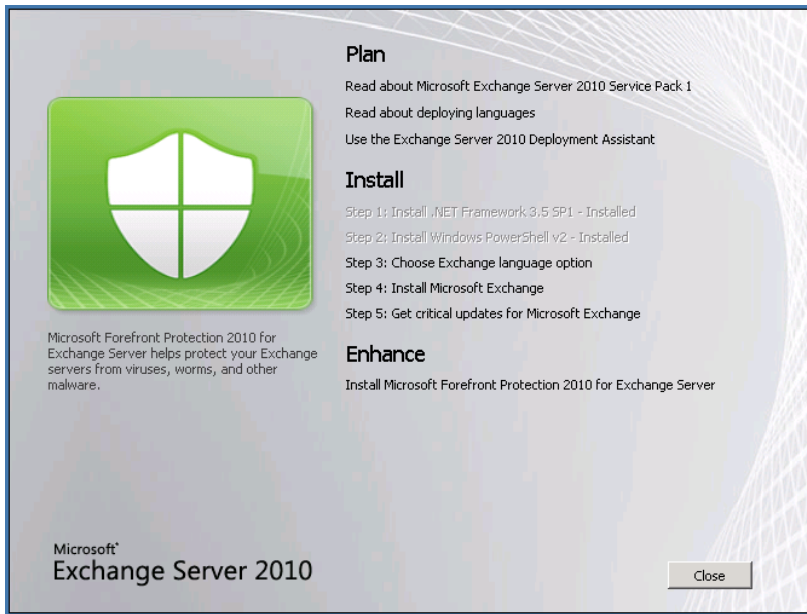 Plan
Read about Microsoft Exchange Server 2010 Service Pack 1
Read about deploying languages
Use the Exchange Server 2010 Deployment Assistant
Install
Step 1: Install .NET Framework 3.5 SP1 - Installed
Step 2: Install Windows PowerShell v2 - Installed
Step 3: Choose Exchange language option
Step 4: Install Microsoft Exchange
Step 5: Get critical updates for Microsoft Exchange
Microsoft Forefront Protection 2010 for
Exchange Server helps protect your Exchange
servers from viruses, worms, and other
malware.
Enhance
Install Microsoft Forefront Protection 2010 for Exchange Server
Microsoft
Exchange Server 2010
Close